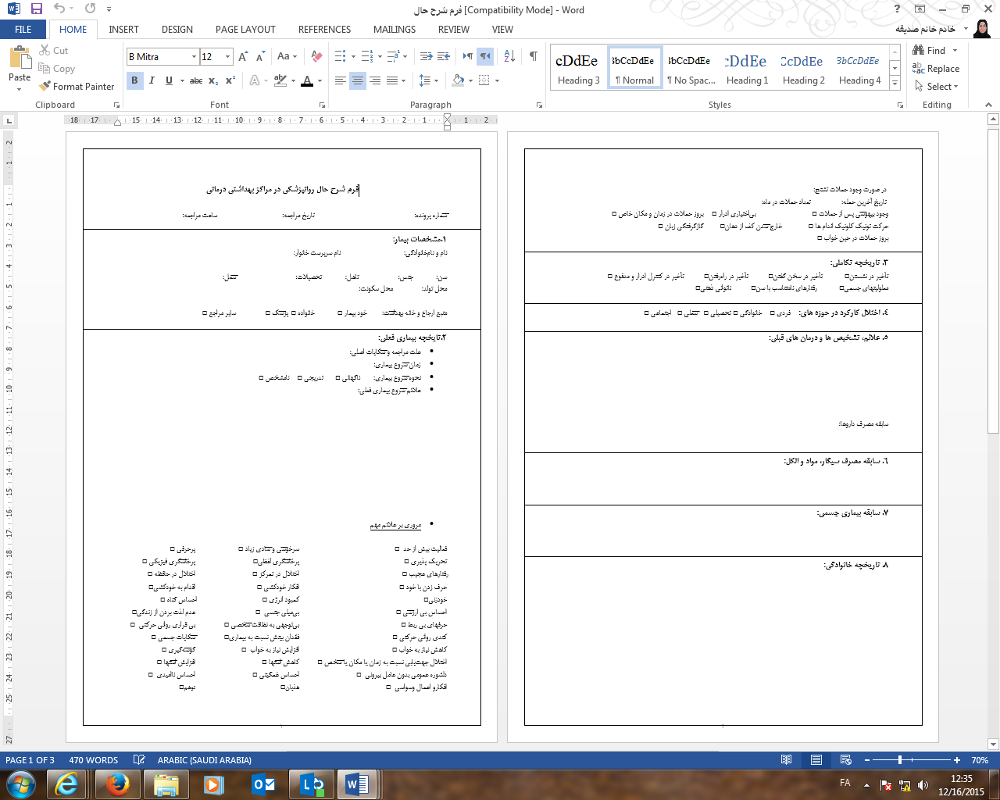 فرم شرح حال [Compatibility Mode] - Word
خادم خانم صدیقه
FILE HOME INSERT DESIGN PAGE LAYOUT REFERENCES MAILINGS REVIEW VIEW
Paste
Cut
Copy
Format Painter
Clipboard
B Mitra 12
Font
Paragraph
cDdEe Heading 3
¶ Normal
¶ No Spac...
Heading 1
Heading 2
Heading 4
Styles
Find
Replace
Select
Editing
فرم شرح حال روانپزشکی در مراکز بهداشتی درمانی
شماره پرونده: تاریخ مراجعه: ساعت مراجعه:
۱.مشخصات بیمار:
نام و نام‌خانوادگی: نام سرپرست خانوار:
سن: جنس: تاهل: تحصیلات: شغل:
محل تولد: محل سکونت:
منبع ارجاع و خانه بهداشت: خود بیمار □ خانواده □ پزشک □ سایر مراجع □
۲.تایخچه بیماری فعلی:
• علت مراجعه و شکایات اصلی:
• زمان شروع بیماری:
• نحوه شروع بیماری: ناگهانی □ تدریجی □ نامشخص □
• علائم شروع بیماری فعلی:
• مروری بر علائم مهم
فعالیت بیش از حد □ سرخوشی و شادی زیاد □ پرحرفی □
تحریک پذیری □ پرخاشگری لفظی□ پرخاشگری فیزیکی □
رفتارهای عجیب □ اختلال در تمرکز □ اختلال در حافظه □
حرف زدن با خود □ افکار خودکشی □ اقدام به خودکشی□
خودزنی□ کمبود انرژی □ احساس گناه □
احساس بی ارزشی □ بی‌میلی جنسی □ عدم لذت بردن از زندگی□
حرفهای بی ربط □ بی‌توجهی به نظافت شخصی □ بی قراری روانی حرکتی □
کندی روانی حرکتی □ فقدان بینش نسبت به بیماری□ شکایات جسمی □
کاهش نیاز به خواب □ افزایش نیاز به خواب □ گوشه‌گیری □
اختلال جهت‌یابی نسبت به زمان یا مکان یا شخص □ کاهش اشتها □ افزایش اشتها □
دلشوره عمومی بدون عامل بیرونی □ احساس غمگینی □ احساس ناامیدی □
افکارو اعمال وسواسی □ هذیان□ توهم□
۱
در صورت وجود حملات تشنج:
تاریخ آخرین حمله: تعداد حملات در ماه:
وجود بیهوشی پس از حملات □ بی‌اختیاری ادرار □ بروز حملات در زمان و مکان خاص □
حرکت تونیک کلونیک اندام ها □ خارج‌شدن کف از دهان□ گازگرفتگی زبان □
بروز حملات در حین خواب □
۳. تاریخچه تکاملی:
تأخیر در نشستن□ تأخیر در سخن گفتن□ تأخیر در راه‌رفتن□ تأخیر در کنترل ادرار و مدفوع □
معلولیتهای جسمی□ رفتارهای نامتناسب با سن□ ناتوانی ذهنی□
٤. اختلال کارکرد در حوزه های: فردی □ خانوادگی □ تحصیلی □ شغلی □ اجتماعی □
٥. علائم، تشخیص ها و درمان های قبلی:
سابقه مصرف داروها:
٦. سابقه مصرف سیگار، مواد و الکل:
۷. سابقه بیماری جسمی:
۸. تاریخچه خانوادگی:
۲
PAGE 1 OF 3 470 WORDS ARABIC (SAUDI ARABIA) 70%
FA 12:35
12/16/2015